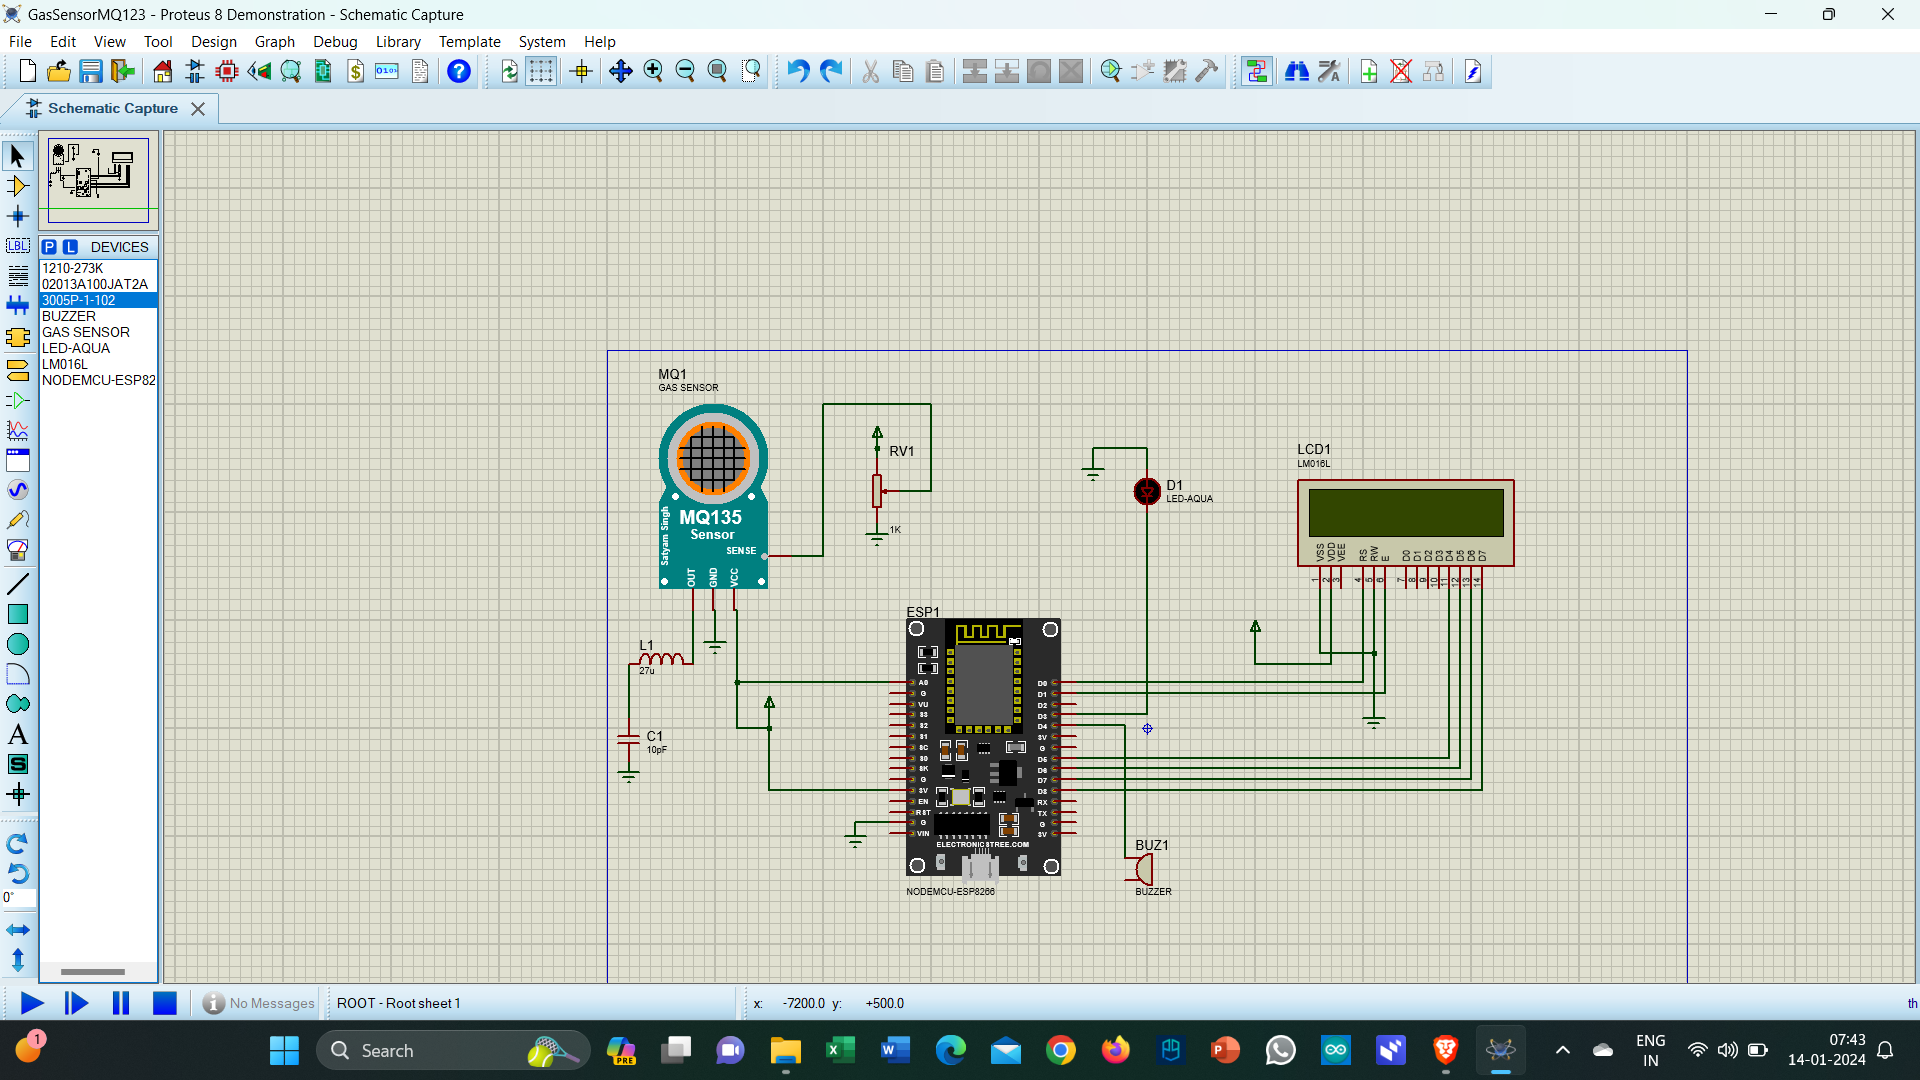 GasSensorMQ123 - Proteus 8 Demonstration - Schematic Capture
File Edit View Tool Design Graph Debug Library Template System Help
Schematic Capture
P L DEVICES
1210-273K
02013A100JAT2A
3005P-1-102
BUZZER
GAS SENSOR
LED-AQUA
LM016L
NODEMCU-ESP82
LBL
A
S
0°
MQ1
GAS SENSOR
MQ135
Sensor
Satyam Singh
SENSE
OUT GND VCC
RV1
1K
D1
LED-AQUA
LCD1
LM016L
VSS VDD VEE RS RW E D0 D1 D2 D3 D4 D5 D6 D7
1 2 3 4 5 6 7 8 9 10 11 12 13 14
L1
27u
C1
10pF
ESP1
A0 G VU S3 S2 S1 SC S0 SK G 3V EN RST G VIN
D0 D1 D2 D3 D4 3V G D5 D6 D7 D8 RX TX G 3V
ELECTRONICSTREE.COM
NODEMCU-ESP8266
BUZ1
BUZZER
No Messages
ROOT - Root sheet 1
x: -7200.0 y: +500.0
th
1
Search
PRE
ENG
IN
07:43
14-01-2024